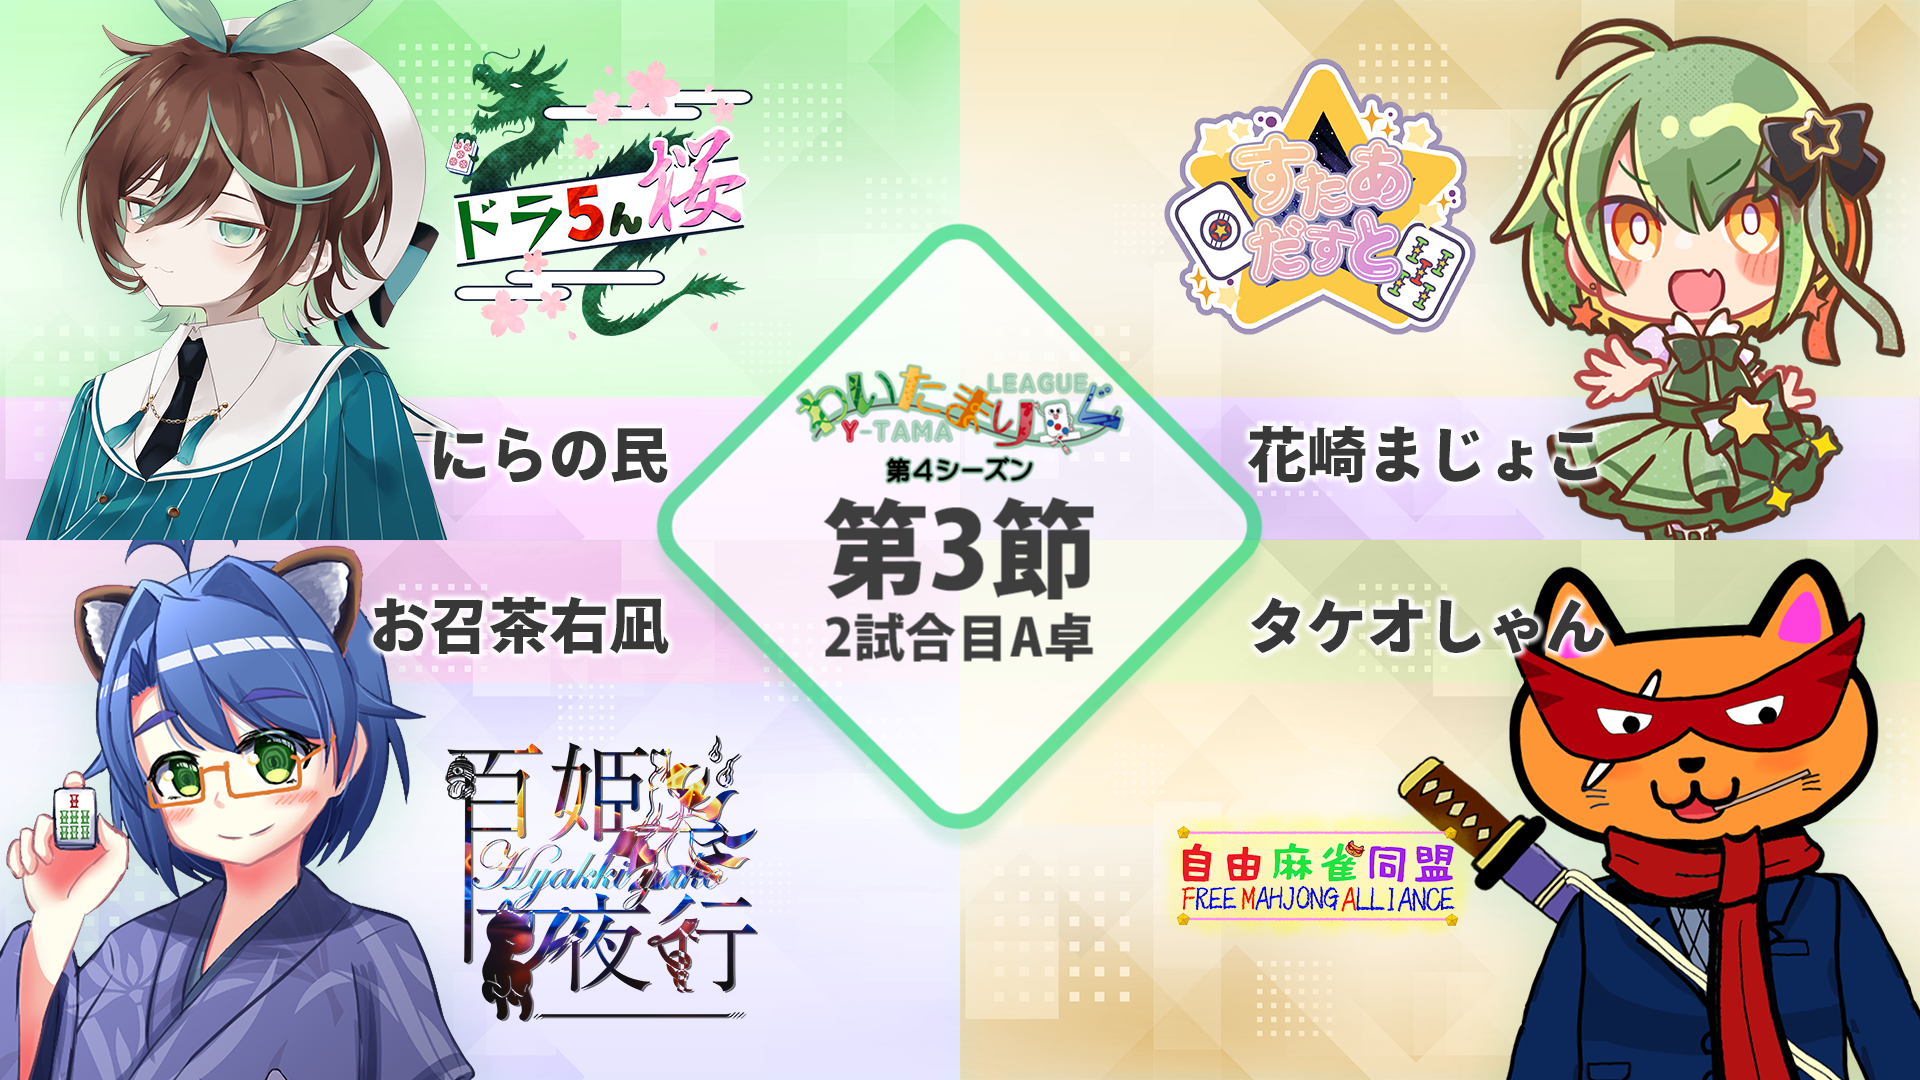 ドラ5ん桜
すたあ
だすと
わいたまりーぐ
LEAGUE
Y-TAMA
第4シーズン
第3節
2試合目A卓
にらの民
花崎まじょこ
お召茶右凪
タケオしゃん
百姫
Hyakkiyako
夜行
自由麻雀同盟
FREE MAHJONG ALLIANCE